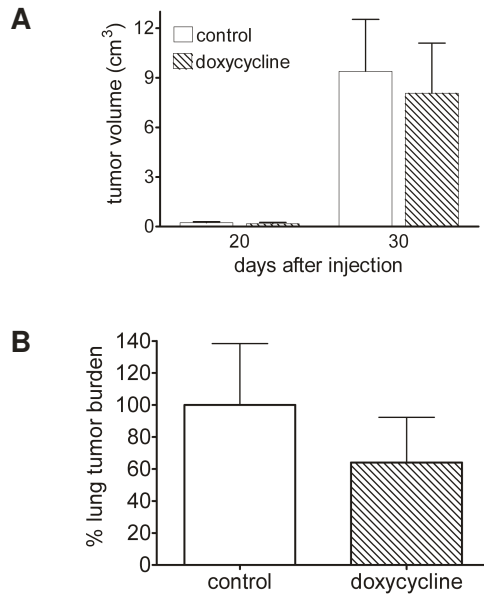 A
tumor volume (cm3)
12
9
6
3
0
control
doxycycline
20 30
days after injection
B
% lung tumor burden
140
120
100
80
60
40
20
0
control doxycycline